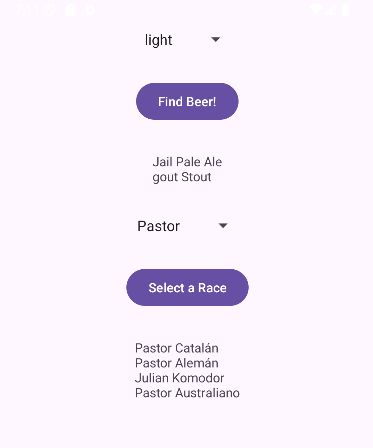 light
Find Beer!
Jail Pale Ale
gout Stout
Pastor
Select a Race
Pastor Catalán
Pastor Alemán
Julian Komodor
Pastor Australiano